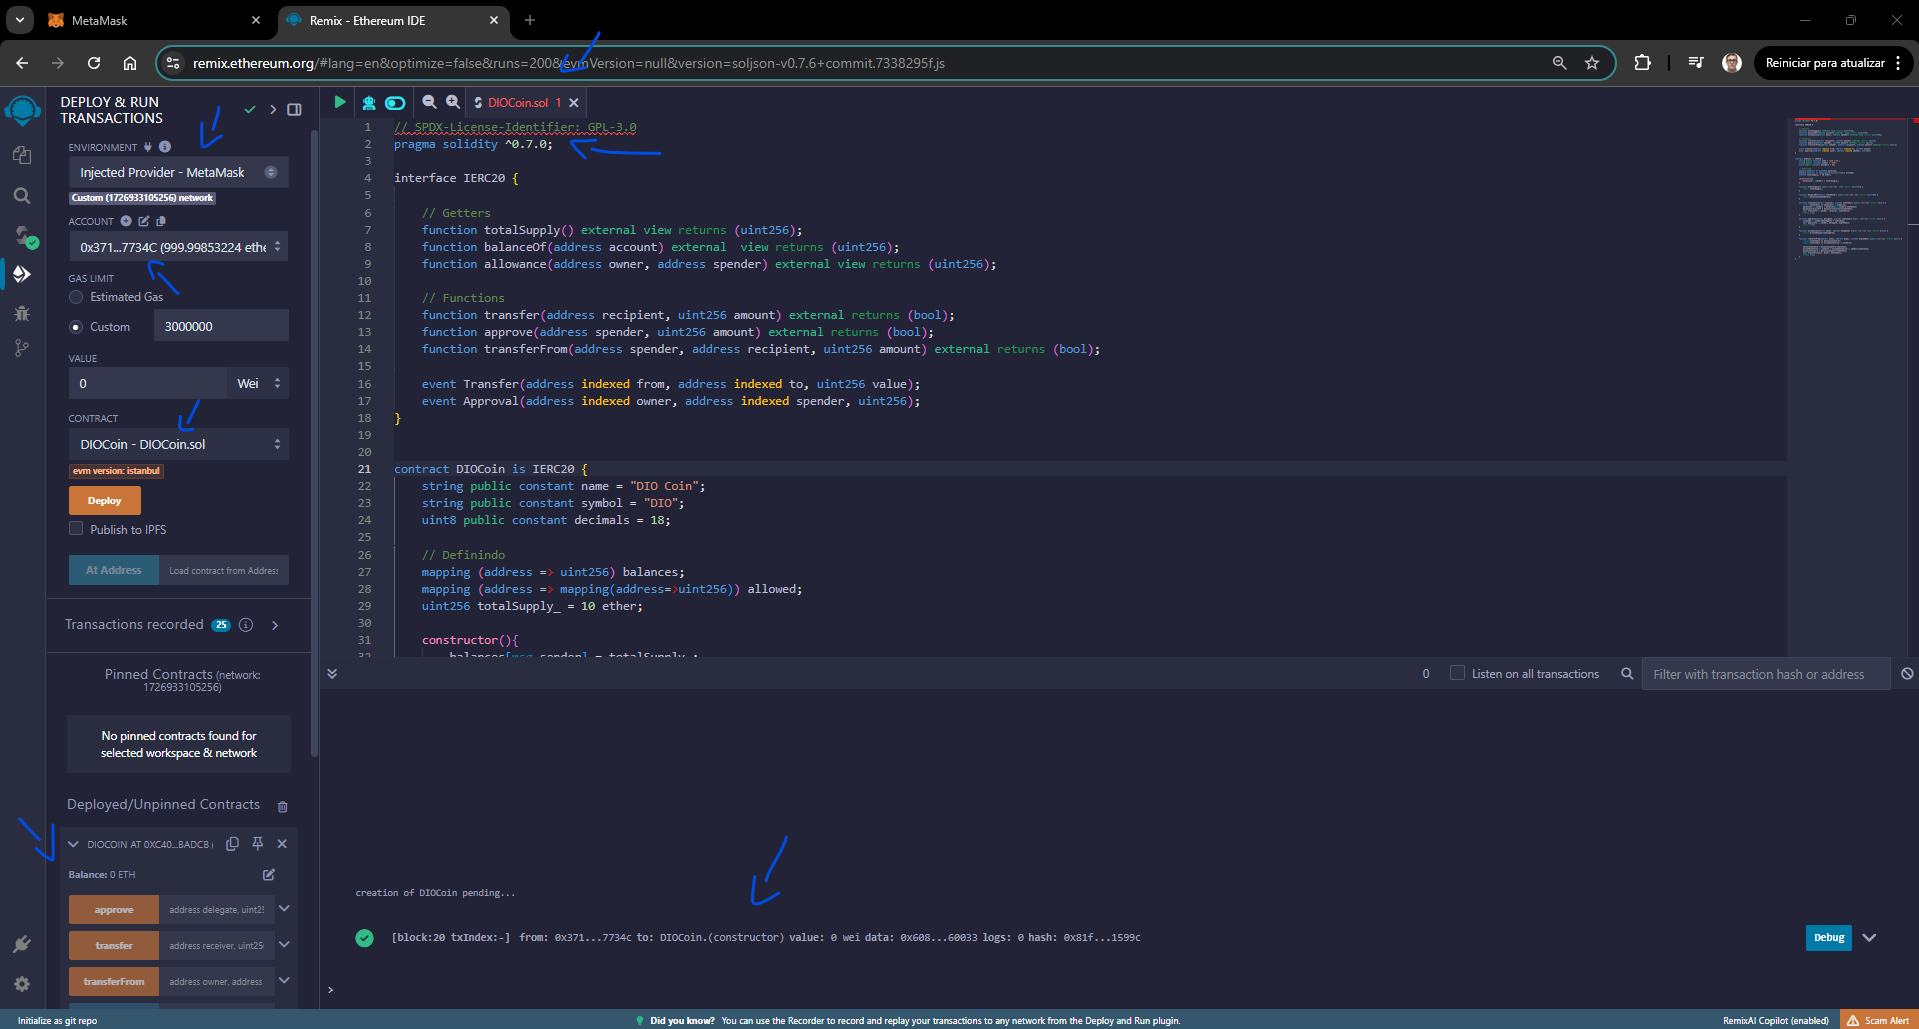 MetaMask
Remix - Ethereum IDE
remix.ethereum.org/#lang=en&optimize=false&runs=200&evmVersion=null&version=soljson-v0.7.6+commit.7338295f.js
Reiniciar para atualizar
DEPLOY & RUN
TRANSACTIONS
ENVIRONMENT
Injected Provider - MetaMask
Custom (1726933105256) network
ACCOUNT
0x371...7734C (999.99853224 ethe
GAS LIMIT
Estimated Gas
Custom
3000000
VALUE
0
Wei
CONTRACT
DIOCoin - DIOCoin.sol
evm version: istanbul
Deploy
Publish to IPFS
At Address
Load contract from Address
Transactions recorded 25
Pinned Contracts (network:
1726933105256)
No pinned contracts found for
selected workspace & network
Deployed/Unpinned Contracts
DIOCOIN AT 0XC40...BADCB (
Balance: 0 ETH
approve
address delegate, uint25
transfer
address receiver, uint25
transferFrom
address owner, address
DIOCoin.sol 1
1 // SPDX-License-Identifier: GPL-3.0
2 pragma solidity ^0.7.0;
3
4 interface IERC20 {
5
6 // Getters
7 function totalSupply() external view returns (uint256);
8 function balanceOf(address account) external  view returns (uint256);
9 function allowance(address owner, address spender) external view returns (uint256);
10
11 // Functions
12 function transfer(address recipient, uint256 amount) external returns (bool);
13 function approve(address spender, uint256 amount) external returns (bool);
14 function transferFrom(address spender, address recipient, uint256 amount) external returns (bool);
15
16 event Transfer(address indexed from, address indexed to, uint256 value);
17 event Approval(address indexed owner, address indexed spender, uint256);
18 }
19
20
21 contract DIOCoin is IERC20 {
22 string public constant name = "DIO Coin";
23 string public constant symbol = "DIO";
24 uint8 public constant decimals = 18;
25
26 // Definindo
27 mapping (address => uint256) balances;
28 mapping (address => mapping(address=>uint256)) allowed;
29 uint256 totalSupply_ = 10 ether;
30
31 constructor(){
32 balances[msg.sender] = totalSupply_;
0
Listen on all transactions
Filter with transaction hash or address
creation of DIOCoin pending...
[block:20 txIndex:-] from: 0x371...7734c to: DIOCoin.(constructor) value: 0 wei data: 0x608...60033 logs: 0 hash: 0x81f...1599c
Debug
>
Initialize as git repo
Did you know? You can use the Recorder to record and replay your transactions to any network from the Deploy and Run plugin.
RemixAI Copilot (enabled)
Scam Alert